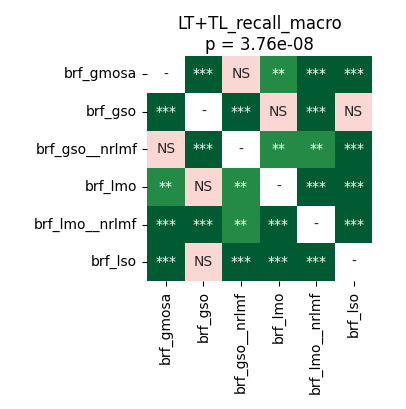 LT+TL_recall_macro
p = 3.76e-08
brf_gmosa - *** NS ** *** ***
brf_gso *** - *** NS *** NS
brf_gso__nrlmf NS *** - ** ** ***
brf_lmo ** NS ** - *** ***
brf_lmo__nrlmf *** *** ** *** - ***
brf_lso *** NS *** *** *** -
brf_gmosa
brf_gso
brf_gso__nrlmf
brf_lmo
brf_lmo__nrlmf
brf_lso